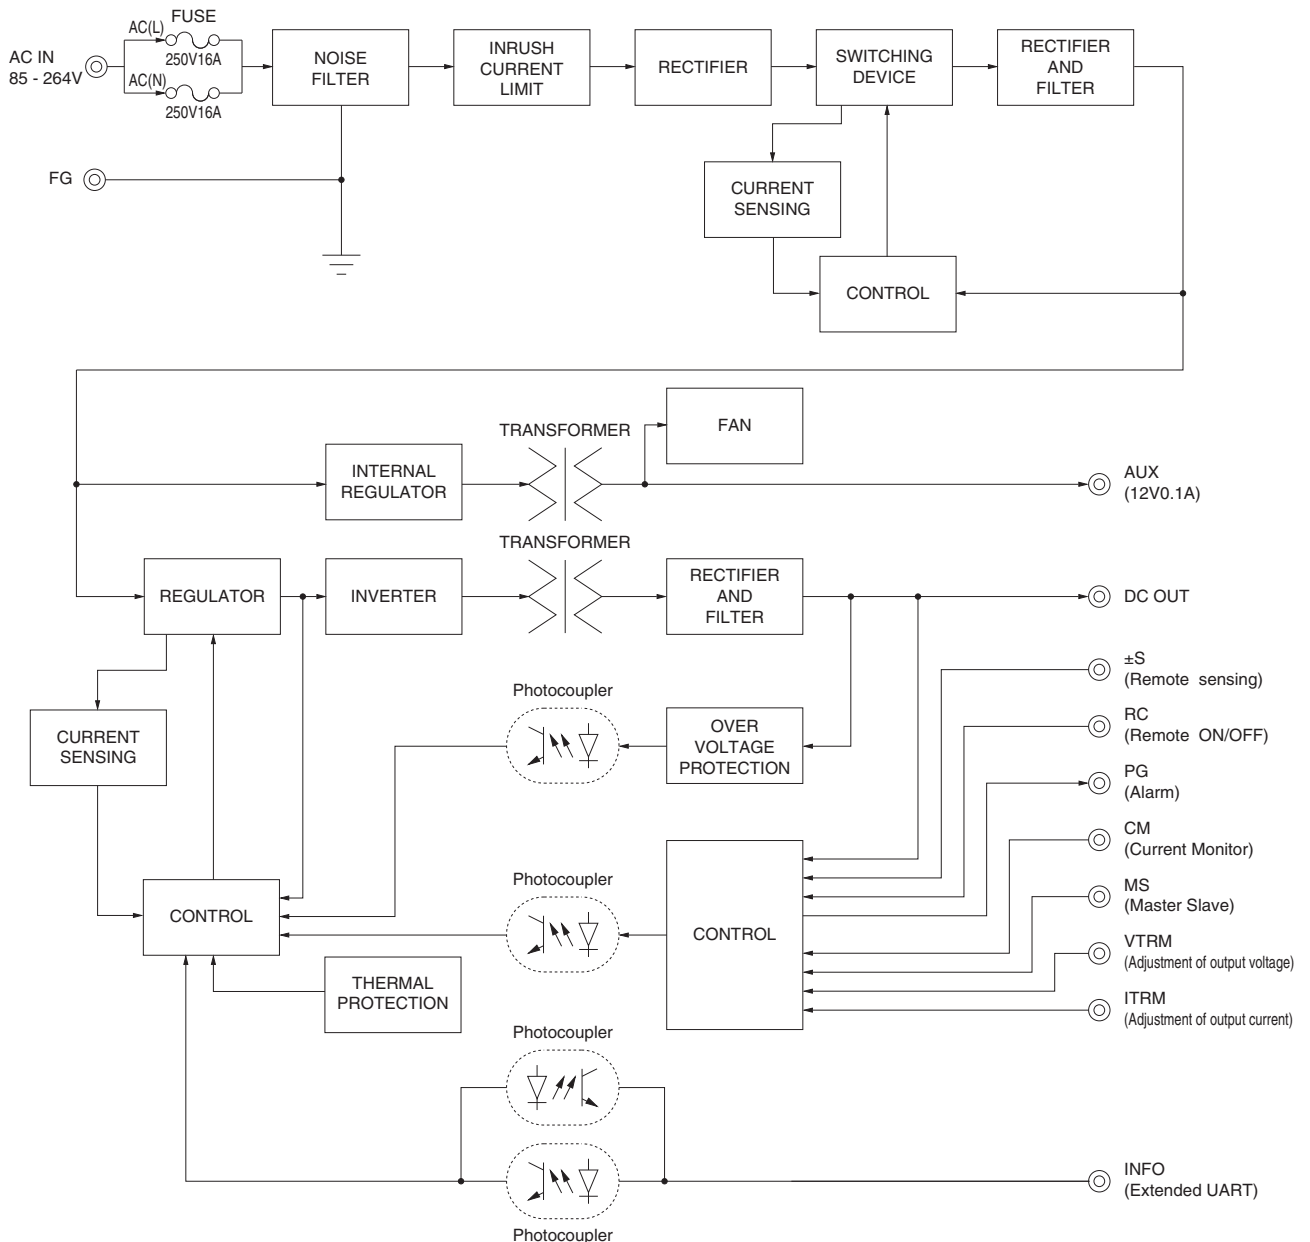 FUSE
AC(L)
250V16A
AC IN
85 - 264V
AC(N)
250V16A
NOISE
FILTER
INRUSH
CURRENT
LIMIT
RECTIFIER
SWITCHING
DEVICE
RECTIFIER
AND
FILTER
FG
CURRENT
SENSING
CONTROL
TRANSFORMER
FAN
INTERNAL
REGULATOR
AUX
(12V0.1A)
TRANSFORMER
REGULATOR
INVERTER
RECTIFIER
AND
FILTER
DC OUT
±S
(Remote sensing)
Photocoupler
CURRENT
SENSING
OVER
VOLTAGE
PROTECTION
RC
(Remote ON/OFF)
PG
(Alarm)
CM
(Current Monitor)
Photocoupler
MS
(Master Slave)
CONTROL
CONTROL
VTRM
(Adjustment of output voltage)
THERMAL
PROTECTION
ITRM
(Adjustment of output current)
Photocoupler
INFO
(Extended UART)
Photocoupler